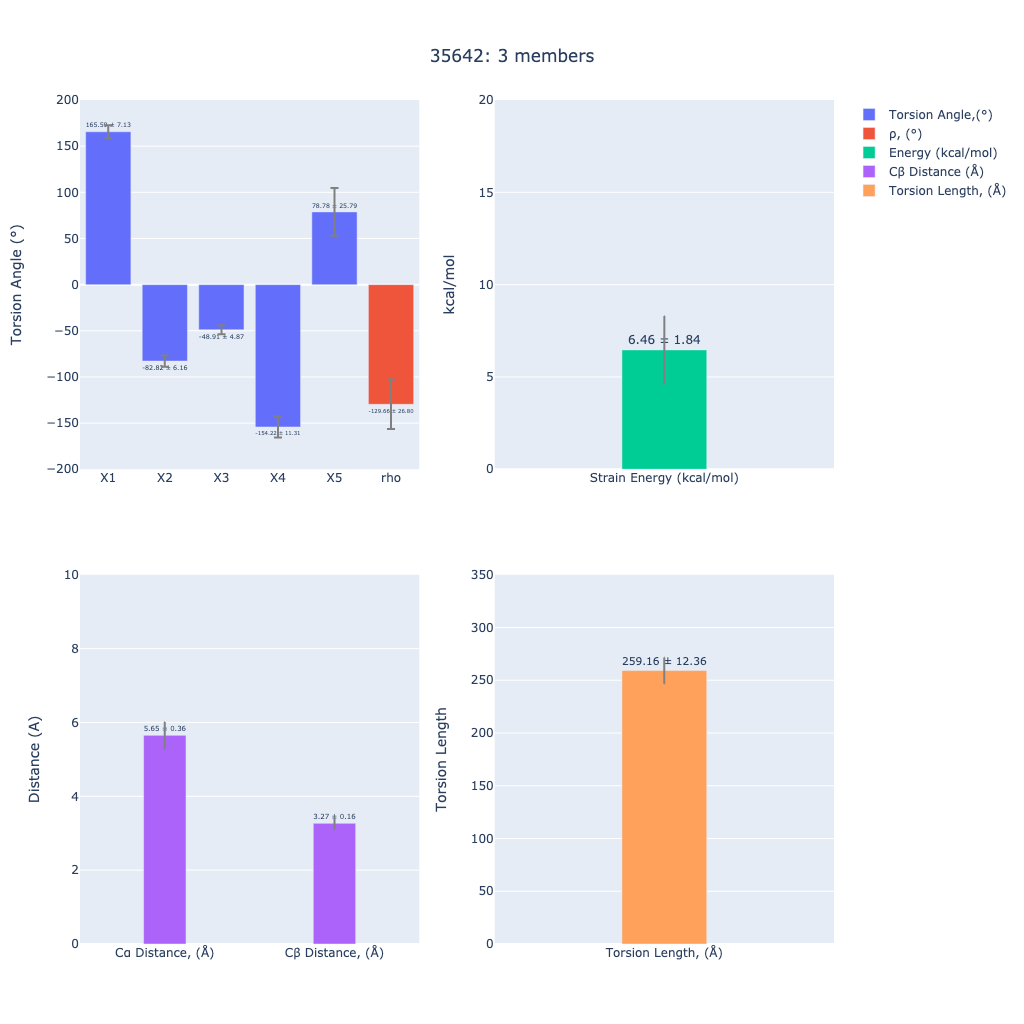 35642: 3 members
Torsion Angle (°)
200
150
100
50
0
−50
−100
−150
−200
165.59 ± 7.13
-82.82 ± 6.16
-48.91 ± 4.87
-154.22 ± 11.31
78.78 ± 25.79
-129.66 ± 26.80
X1 X2 X3 X4 X5 rho
kcal/mol
20
15
10
5
0
6.46 ± 1.84
Strain Energy (kcal/mol)
Torsion Angle,(°)
ρ, (°)
Energy (kcal/mol)
Cβ Distance (Å)
Torsion Length, (Å)
Distance (A)
10
8
6
4
2
0
5.65 ± 0.36
3.27 ± 0.16
Cα Distance, (Å) Cβ Distance, (Å)
Torsion Length
350
300
250
200
150
100
50
0
259.16 ± 12.36
Torsion Length, (Å)